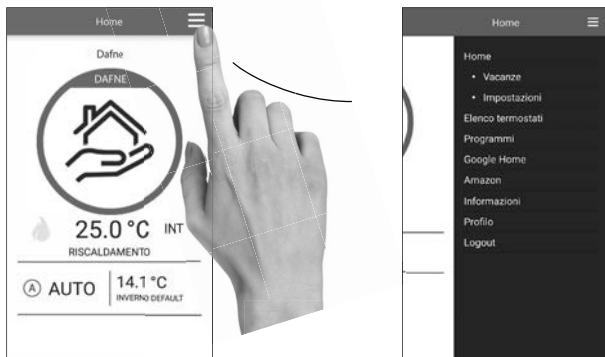 Home
Dafne
DAFNE
25.0 °C INT
RISCALDAMENTO
A AUTO
14.1 °C
INVERNO DEFAULT
Home
Home
• Vacanze
• Impostazioni
Elenco termostati
Programmi
Google Home
Amazon
Informazioni
Profilo
Logout